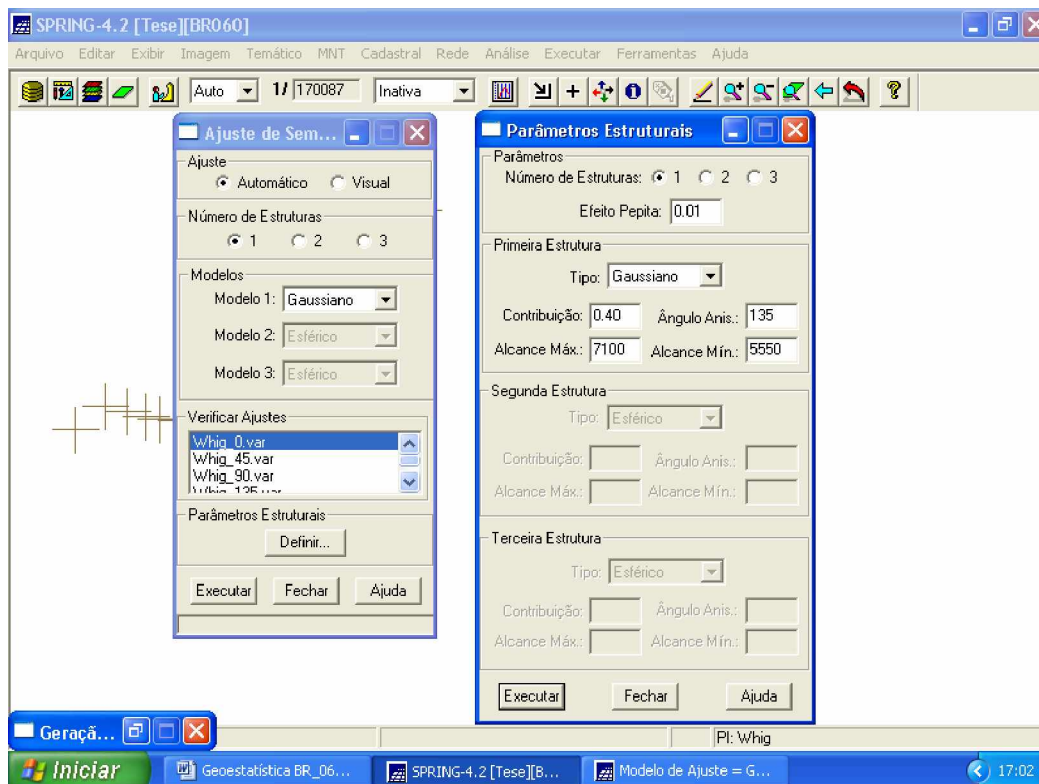 SPRING-4.2 [Tese][BR060]
Arquivo Editar Exibir Imagem Temático MNT Cadastral Rede Análise Executar Ferramentas Ajuda
Auto 1/ 170087 Inativa
Ajuste de Sem...
Ajuste
Automático Visual
Número de Estruturas
1 2 3
Modelos
Modelo 1: Gaussiano
Modelo 2: Esférico
Modelo 3: Esférico
Verificar Ajustes
Whig_0.var
Whig_45.var
Whig_90.var
Whig_135.var
Parâmetros Estruturais
Definir...
Executar Fechar Ajuda
Parâmetros Estruturais
Parâmetros
Número de Estruturas: 1 2 3
Efeito Pepita: 0.01
Primeira Estrutura
Tipo: Gaussiano
Contribuição: 0.40 Ângulo Anis.: 135
Alcance Máx.: 7100 Alcance Mín.: 5550
Segunda Estrutura
Tipo: Esférico
Contribuição: Ângulo Anis.:
Alcance Máx.: Alcance Mín.:
Terceira Estrutura
Tipo: Esférico
Contribuição: Ângulo Anis.:
Alcance Máx.: Alcance Mín.:
Executar Fechar Ajuda
Geraçã...
PI: Whig
Iniciar Geoestatística BR_06... SPRING-4.2 [Tese][B... Modelo de Ajuste = G... 17:02